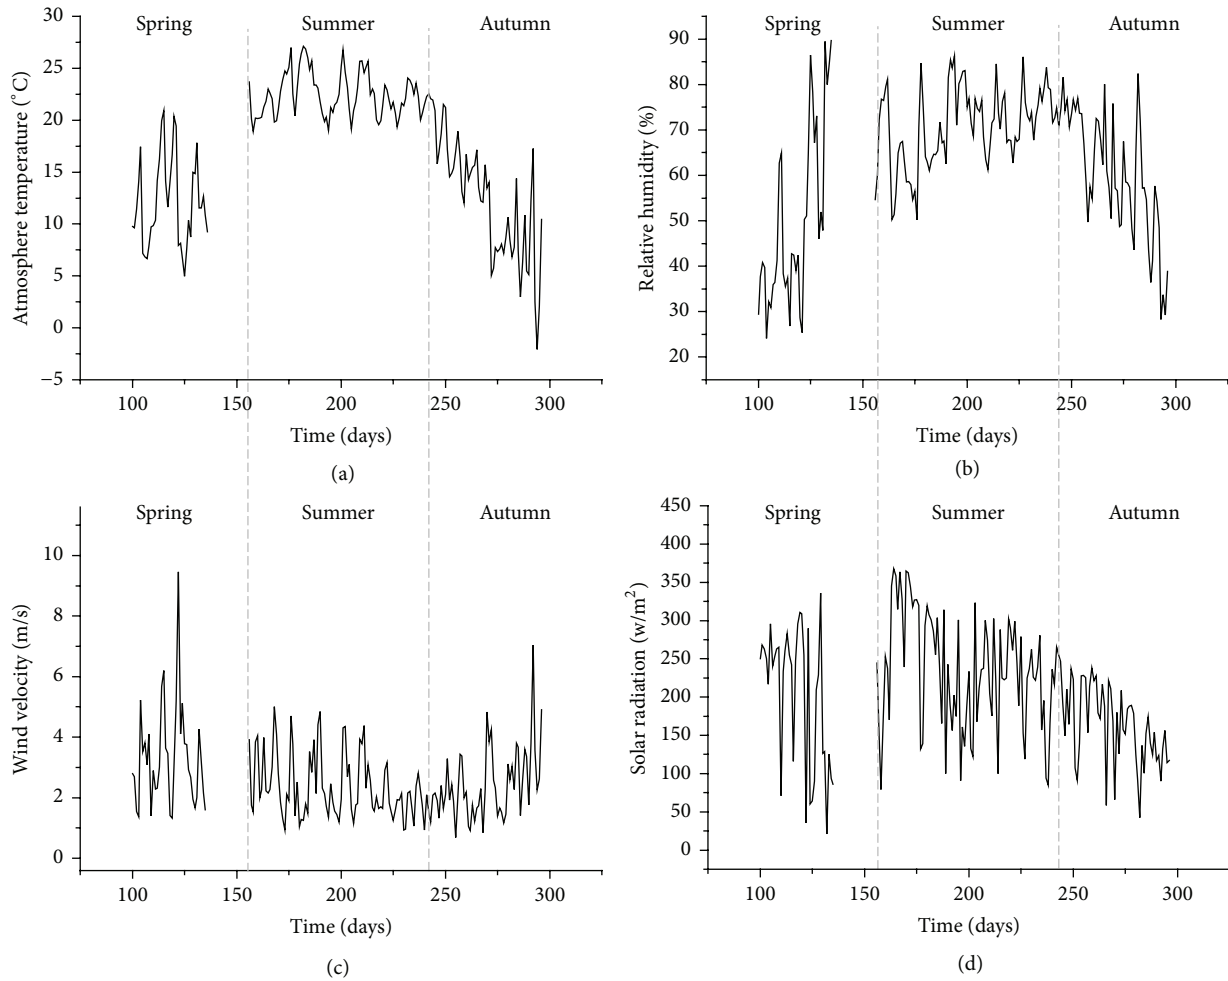 Spring Summer Autumn
Atmosphere temperature (°C)
30
25
20
15
10
5
0
−5
100 150 200 250 300
Time (days)
(a)
Spring Summer Autumn
Relative humidity (%)
90
80
70
60
50
40
30
20
100 150 200 250 300
Time (days)
(b)
Spring Summer Autumn
Wind velocity (m/s)
10
8
6
4
2
0
100 150 200 250 300
Time (days)
(c)
Spring Summer Autumn
Solar radiation (w/m²)
450
400
350
300
250
200
150
100
50
0
100 150 200 250 300
Time (days)
(d)